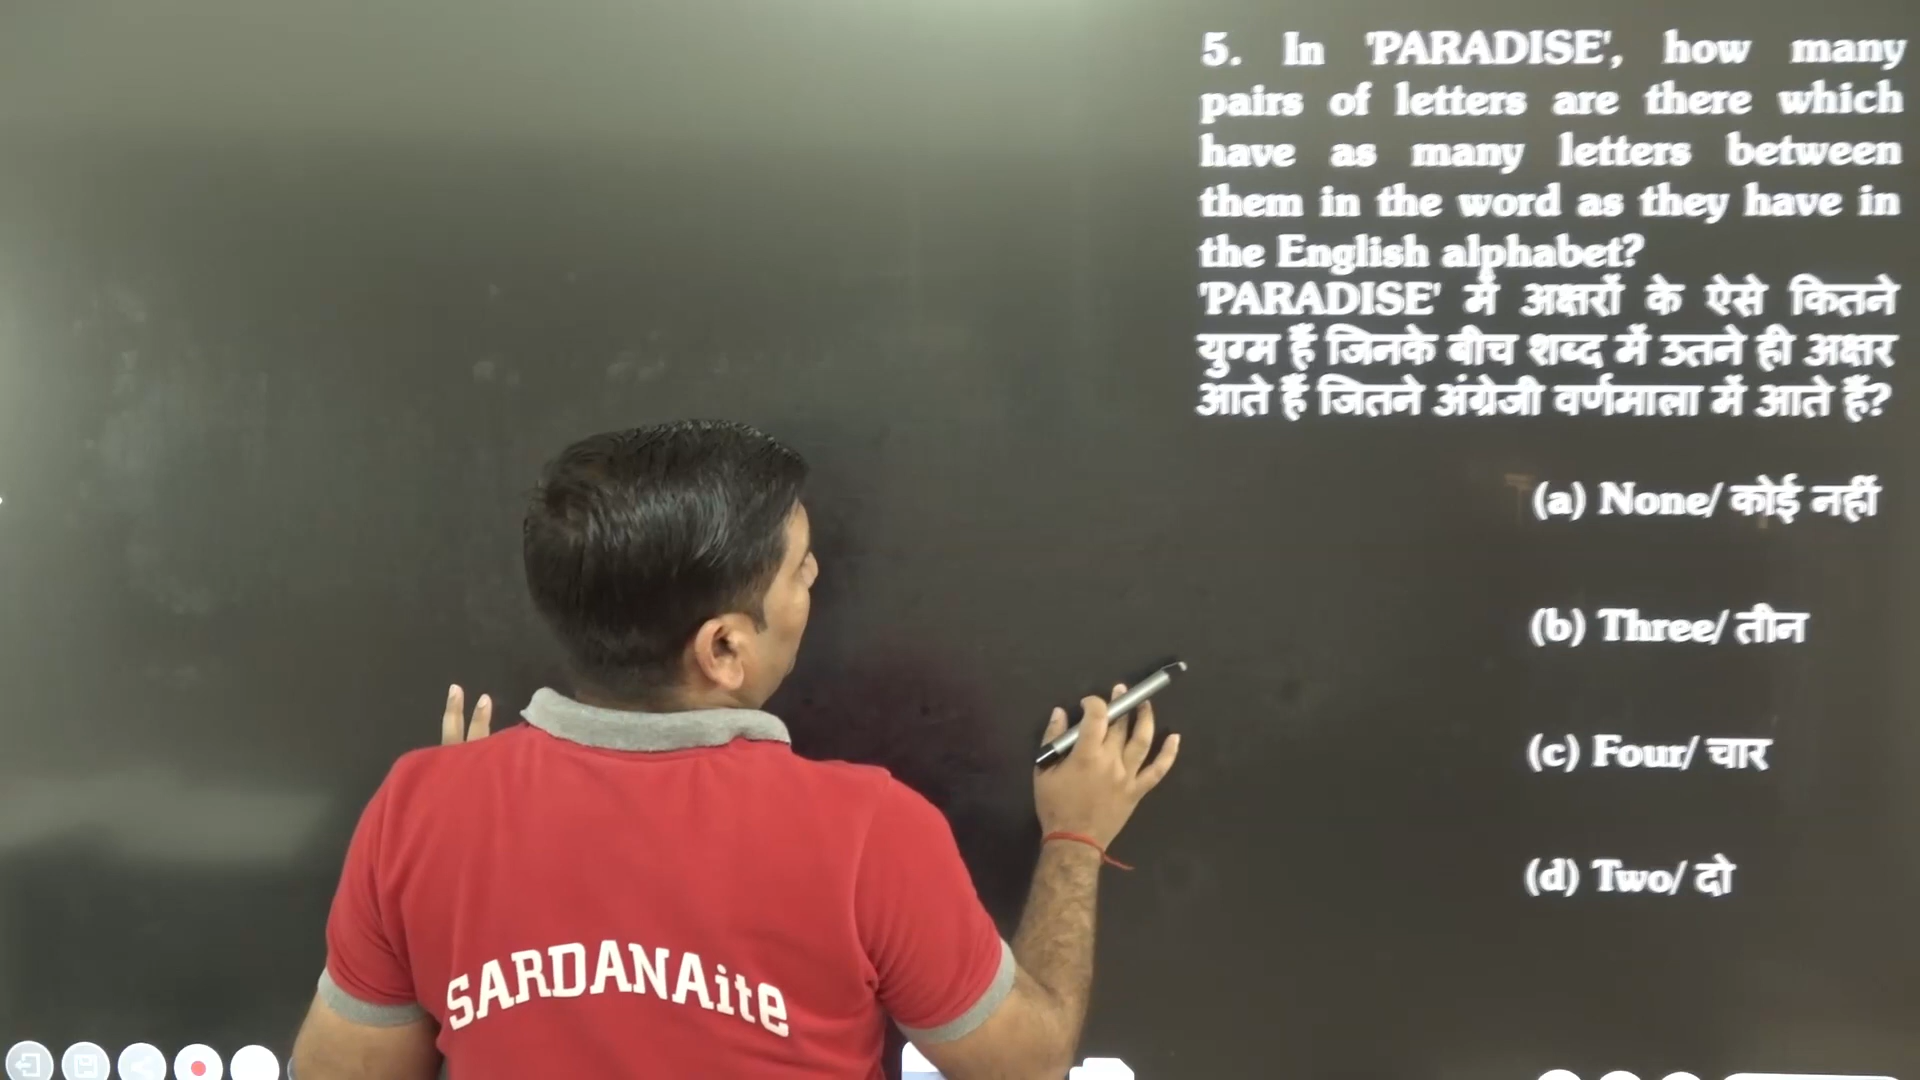 5. In 'PARADISE', how many
pairs of letters are there which
have as many letters between
them in the word as they have in
the English alphabet?
'PARADISE' में अक्षरों के ऐसे कितने
युग्म हैं जिनके बीच शब्द में उतने ही अक्षर
आते हैं जितने अंग्रेजी वर्णमाला में आते हैं?
(a) None/ कोई नहीं
(b) Three/ तीन
(c) Four/ चार
(d) Two/ दो
SARDANAite